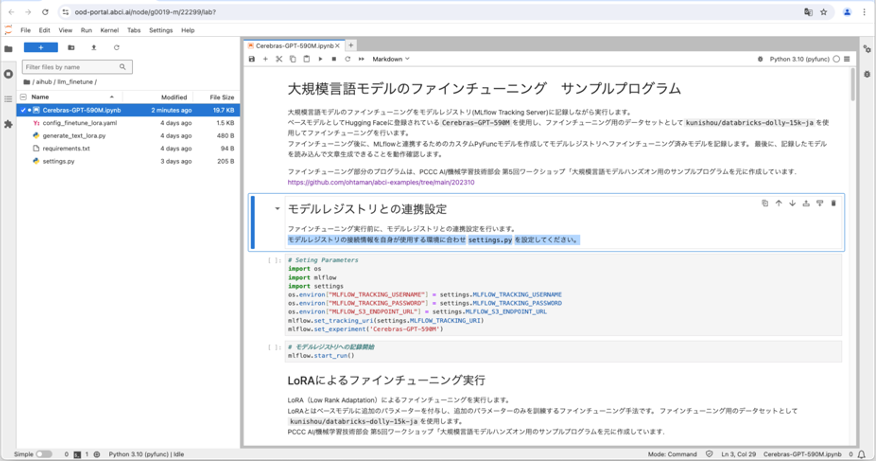 ood-portal.abci.ai/node/g0019-m/22299/lab?
File Edit View Run Kernel Tabs Settings Help
Filter files by name
/ aihub / llm_finetune /
Name Modified File Size
Cerebras-GPT-590M.ipynb 2 minutes ago 19.7 KB
config_finetune_lora.yaml 4 days ago 1.5 KB
generate_text_lora.py 4 days ago 480 B
requirements.txt 4 days ago 94 B
settings.py 3 days ago 205 B
Cerebras-GPT-590M.ipynb
Markdown
Python 3.10 (pyfunc)
大規模言語モデルのファインチューニング サンプルプログラム
大規模言語モデルのファインチューニングをモデルレジストリ(MLflow Tracking Server)に記録しながら実行します。
ベースモデルとしてHugging Faceに登録されている Cerebras-GPT-590M を使用し、ファインチューニング用のデータセットとして kunishou/databricks-dolly-15k-ja を使
用してファインチューニングを行います。
ファインチューニング後に、MLflowと連携するためのカスタムPyFuncモデルを作成してモデルレジストリへファインチューニング済みモデルを記録します。 最後に、記録したモデル
を読み込んで文章生成できることを動作確認します。
ファインチューニング部分のプログラムは、PCCC AI/機械学習技術部会 第5回ワークショップ「大規模言語モデルハンズオン用のサンプルプログラムを元に作成しています.
https://github.com/ohtaman/abci-examples/tree/main/202310
モデルレジストリとの連携設定
ファインチューニング実行前に、モデルレジストリとの連携設定を行います。
モデルレジストリの接続情報を自身が使用する環境に合わせ settings.py を設定してください。
[ ]: # Seting Parameters
import os
import mlflow
import settings
os.environ["MLFLOW_TRACKING_USERNAME"] = settings.MLFLOW_TRACKING_USERNAME
os.environ["MLFLOW_TRACKING_PASSWORD"] = settings.MLFLOW_TRACKING_PASSWORD
os.environ["MLFLOW_S3_ENDPOINT_URL"] = settings.MLFLOW_S3_ENDPOINT_URL
mlflow.set_tracking_uri(settings.MLFLOW_TRACKING_URI)
mlflow.set_experiment('Cerebras-GPT-590M')
[ ]: # モデルレジストリへの記録開始
mlflow.start_run()
LoRAによるファインチューニング実行
LoRA（Low Rank Adaptation）によるファインチューニングを実行します。
LoRAとはベースモデルに追加のパラメーターを付与し、追加のパラメーターのみを訓練するファインチューニング手法です。 ファインチューニング用のデータセットとして
kunishou/databricks-dolly-15k-ja を使用します。
PCCC AI/機械学習技術部会 第5回ワークショップ「大規模言語モデルハンズオン用のサンプルプログラムを元に作成しています.
Simple 0 1 Python 3.10 (pyfunc) | Idle Mode: Command Ln 3, Col 29 Cerebras-GPT-590M.ipynb 0